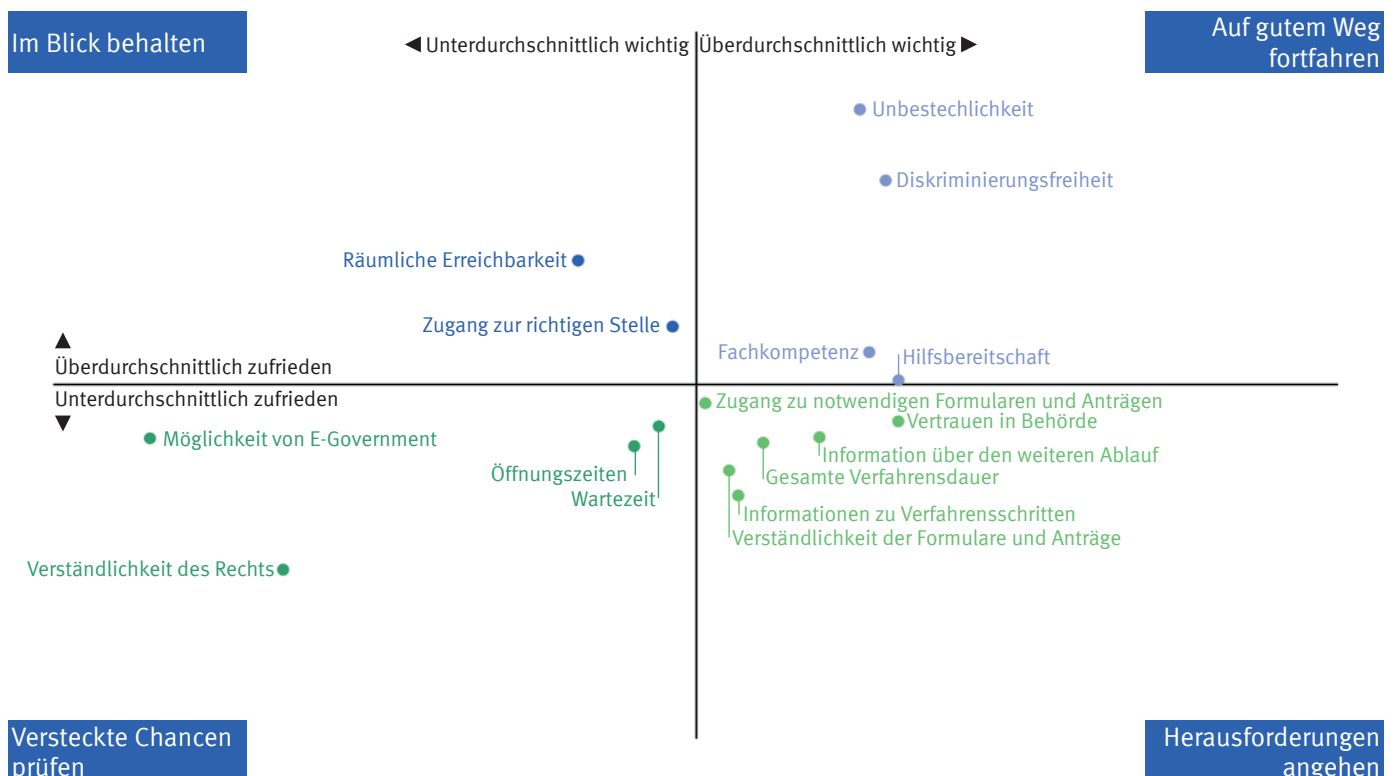 Im Blick behalten
◀ Unterdurchschnittlich wichtig
Überdurchschnittlich wichtig ▶
Auf gutem Weg
fortfahren
Unbestechlichkeit
Diskriminierungsfreiheit
Räumliche Erreichbarkeit
Zugang zur richtigen Stelle
Fachkompetenz
Hilfsbereitschaft
▲
Überdurchschnittlich zufrieden
Unterdurchschnittlich zufrieden
▼
Zugang zu notwendigen Formularen und Anträgen
Vertrauen in Behörde
Möglichkeit von E-Government
Information über den weiteren Ablauf
Öffnungszeiten
Gesamte Verfahrensdauer
Wartezeit
Informationen zu Verfahrensschritten
Verständlichkeit der Formulare und Anträge
Verständlichkeit des Rechts
Versteckte Chancen
prüfen
Herausforderungen
angehen